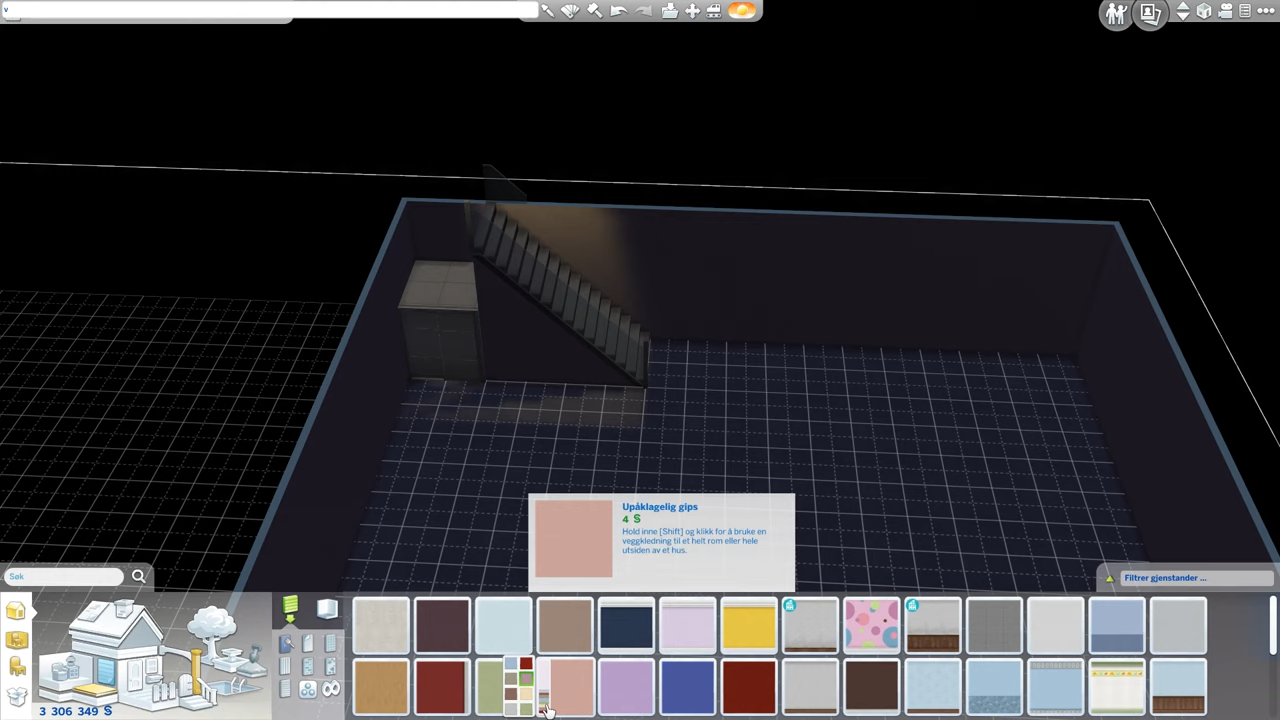 v
Upåklagelig gips
4 $
Hold inne [Shift] og klikk for å bruke en
veggkledning til et helt rom eller hele
utsiden av et hus.
Søk
Filtrer gjenstander ...
3 306 349 $